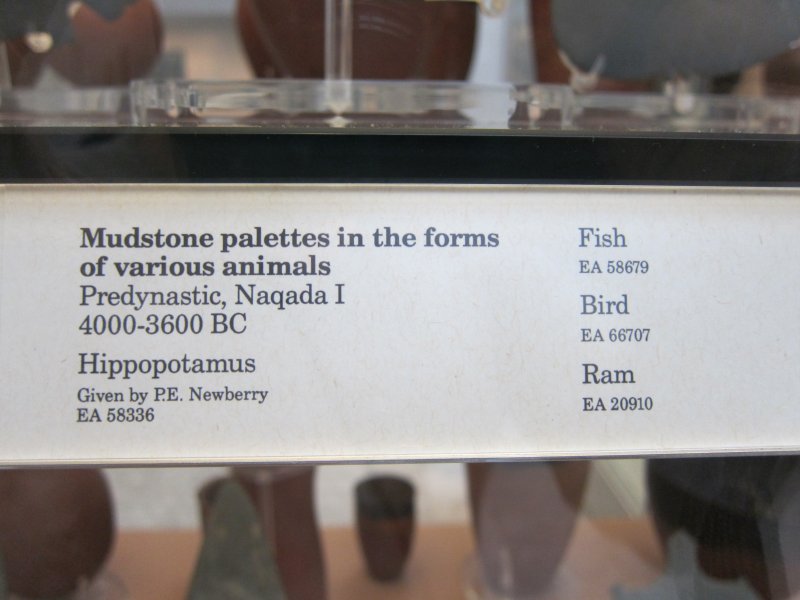 Mudstone palettes in the forms
of various animals
Predynastic, Naqada I
4000-3600 BC
Hippopotamus
Given by P.E. Newberry
EA 58336
Fish
EA 58679
Bird
EA 66707
Ram
EA 20910